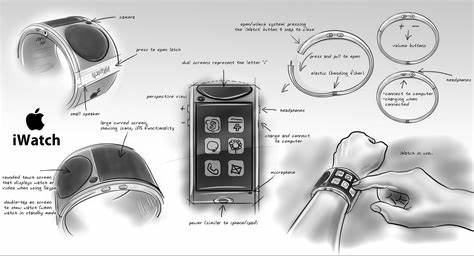 camera
press to open latch
small speaker
iWatch
large curved screen,
showing icons, iOS functionality
rounded touch screen
that displays watch or
video when using
double-tap on screen
to show watch (when
watch in standby mode)
dual screens represent the letter "i"
perspective view
headphones
charge and connect
to computer
microphone
power (similar to iphone/ipod)
open/close system pressing
the iWatch button & snap to close
press and pull to open
elastic (bending fiber)
headphones
volume buttons
*connect to computer
*charging when
connected
iWatch in use.